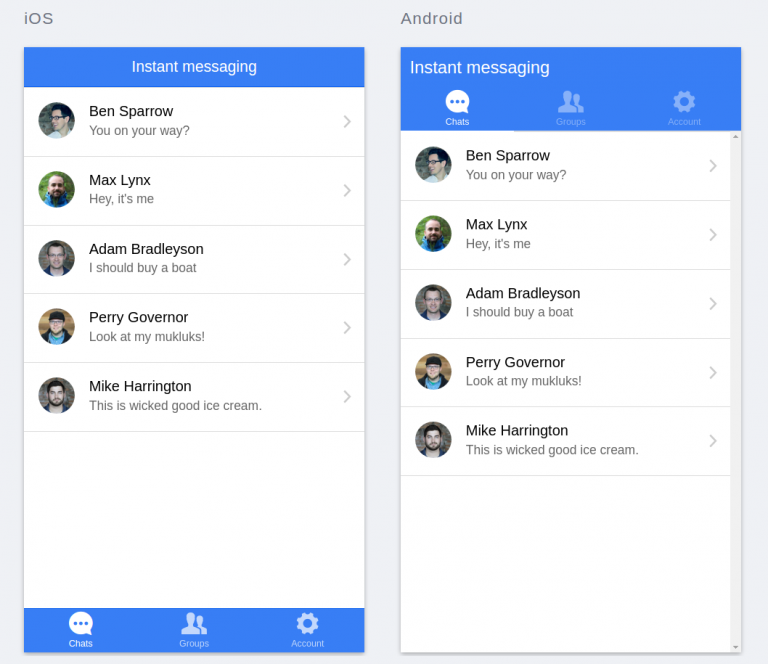 iOS
Instant messaging
Ben Sparrow
You on your way?
Max Lynx
Hey, it's me
Adam Bradleyson
I should buy a boat
Perry Governor
Look at my mukluks!
Mike Harrington
This is wicked good ice cream.
Chats
Groups
Account
Android
Instant messaging
Chats
Groups
Account
Ben Sparrow
You on your way?
Max Lynx
Hey, it's me
Adam Bradleyson
I should buy a boat
Perry Governor
Look at my mukluks!
Mike Harrington
This is wicked good ice cream.